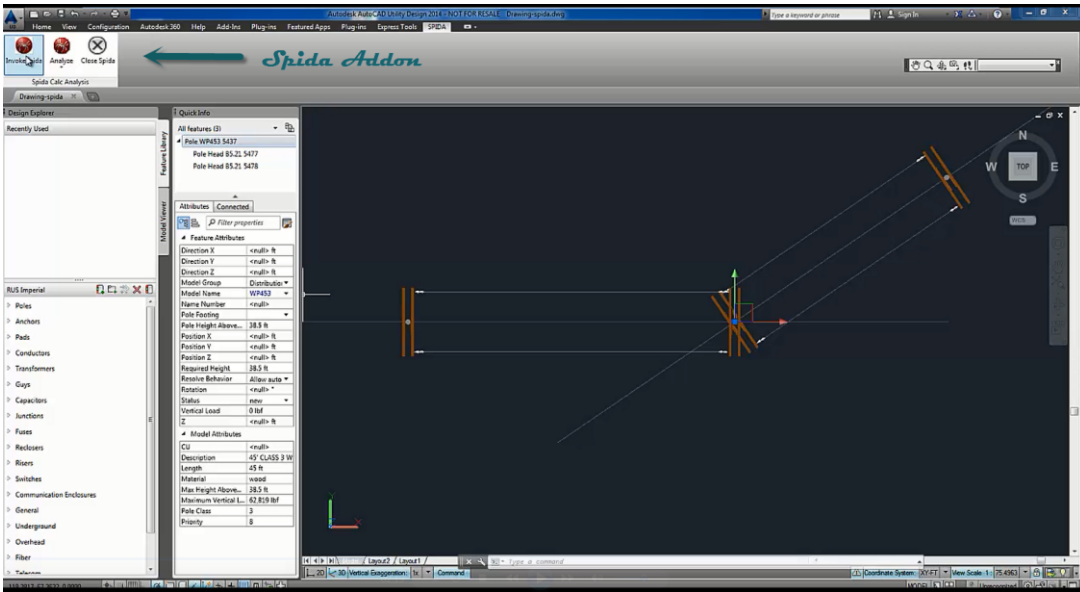 Autodesk AutoCAD Utility Design 2014 - NOT FOR RESALE Drawing-spida.dwg
Type a keyword or phrase
Sign In
Home View Configuration Autodesk 360 Help Add-Ins Plug-ins Featured Apps Plug-ins Express Tools SPIDA
Analyze Close Spida
Spida Addon
Spida Calc Analysis
Drawing-spida
Design Explorer
Recently Used
Feature Library
Model Viewer
RUS Imperial
Poles
Anchors
Pads
Conductors
Transformers
Guys
Capacitors
Junctions
Fuses
Reclosers
Risers
Switches
Communication Enclosures
General
Underground
Overhead
Fiber
Telecom
Quick Info
All features (3)
Pole WP453 5437
Pole Head 85.21 5477
Pole Head 85.21 5478
Attributes Connected
Filter properties
Feature Attributes
Direction X <null> ft
Direction Y <null> ft
Direction Z <null> ft
Model Group Distribution
Model Name WP453
Name Number <null>
Pole Footing
Pole Height Above... 38.5 ft
Position X <null> ft
Position Y <null> ft
Position Z <null> ft
Required Height 38.5 ft
Resolve Behavior Allow auto
Rotation <null> °
Status new
Vertical Load 0 lbf
Z <null> ft
Model Attributes
CU <null>
Description 45' CLASS 3 W
Length 45 ft
Material wood
Max Height Above... 38.5 ft
Maximum Vertical L... 62,819 lbf
Pole Class 3
Priority 8
N
W TOP E
S
WCS
Y
X
Layout2 / Layout1
Type a command
2D 3D (Vertical Exaggeration) 1x Command
Coordinate System: XY-FT View Scale 1: 75.4963
MODEL